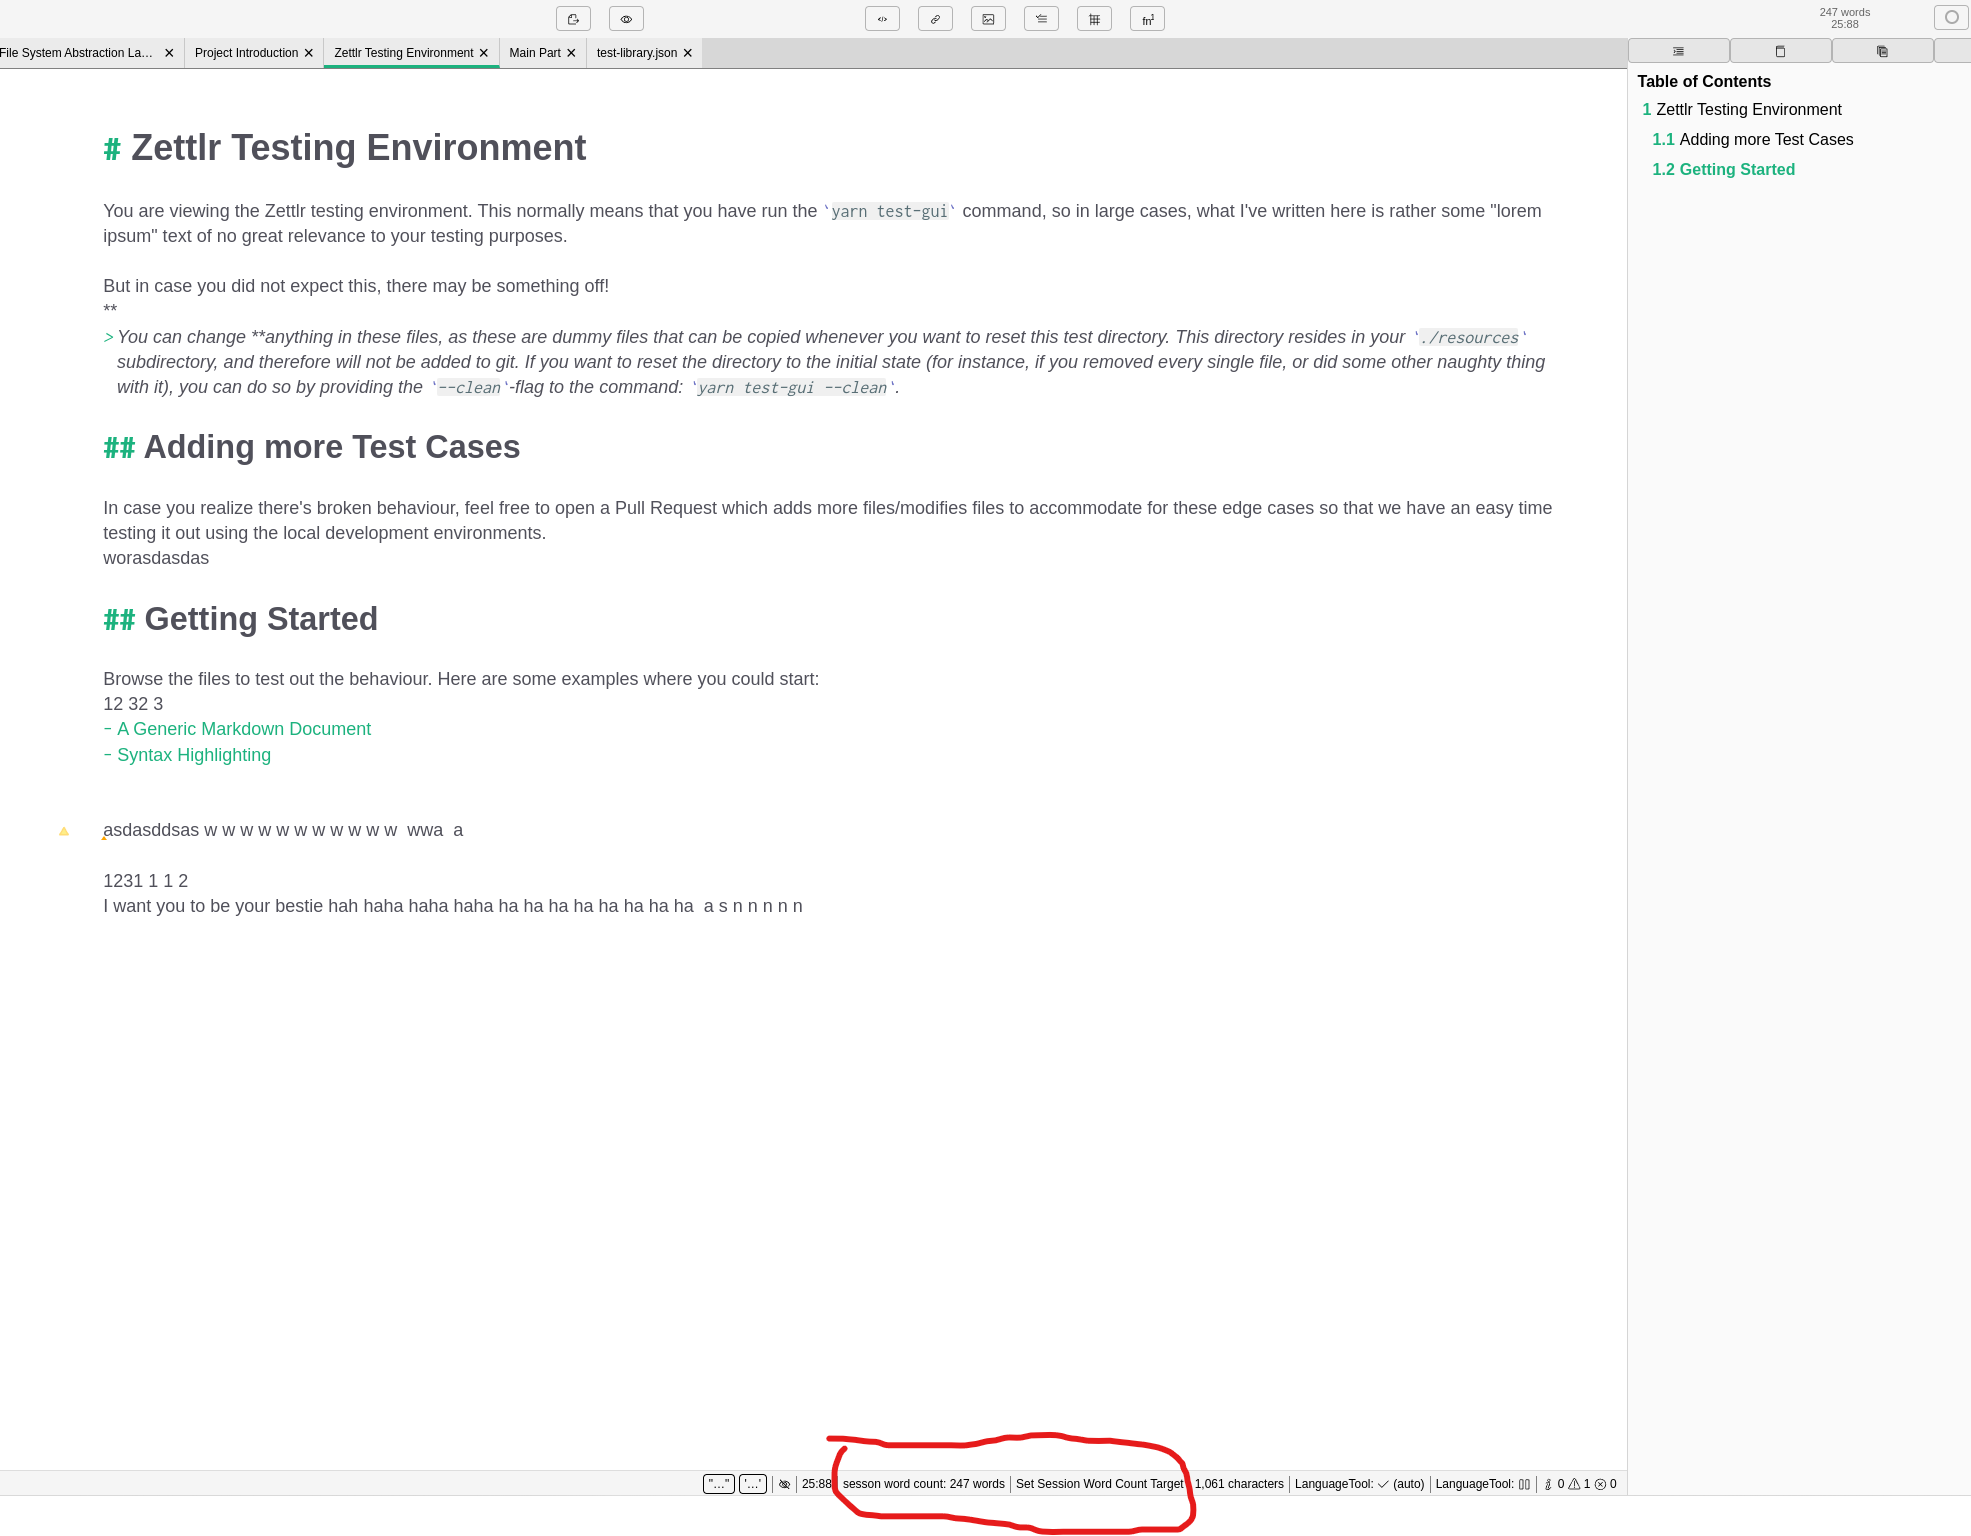 fn1
247 words
25:88
File System Abstraction La… × Project Introduction × Zettlr Testing Environment × Main Part × test-library.json ×
Table of Contents
1 Zettlr Testing Environment
1.1 Adding more Test Cases
1.2 Getting Started
# Zettlr Testing Environment
You are viewing the Zettlr testing environment. This normally means that you have run the `yarn test-gui` command, so in large cases, what I've written here is rather some "lorem
ipsum" text of no great relevance to your testing purposes.
But in case you did not expect this, there may be something off!
**
> You can change **anything in these files, as these are dummy files that can be copied whenever you want to reset this test directory. This directory resides in your `./resources`
subdirectory, and therefore will not be added to git. If you want to reset the directory to the initial state (for instance, if you removed every single file, or did some other naughty thing
with it), you can do so by providing the `--clean`-flag to the command: `yarn test-gui --clean`.
## Adding more Test Cases
In case you realize there's broken behaviour, feel free to open a Pull Request which adds more files/modifies files to accommodate for these edge cases so that we have an easy time
testing it out using the local development environments.
worasdasdas
## Getting Started
Browse the files to test out the behaviour. Here are some examples where you could start:
12 32 3
- A Generic Markdown Document
- Syntax Highlighting
asdasddsas w w w w w w w w w w w  wwa  a
1231 1 1 2
I want you to be your bestie hah haha haha haha ha ha ha ha ha ha ha ha  a s n n n n n
"…" '…' 25:88 sesson word count: 247 words Set Session Word Count Target 1,061 characters LanguageTool: ✓ (auto) LanguageTool: 0 1 0